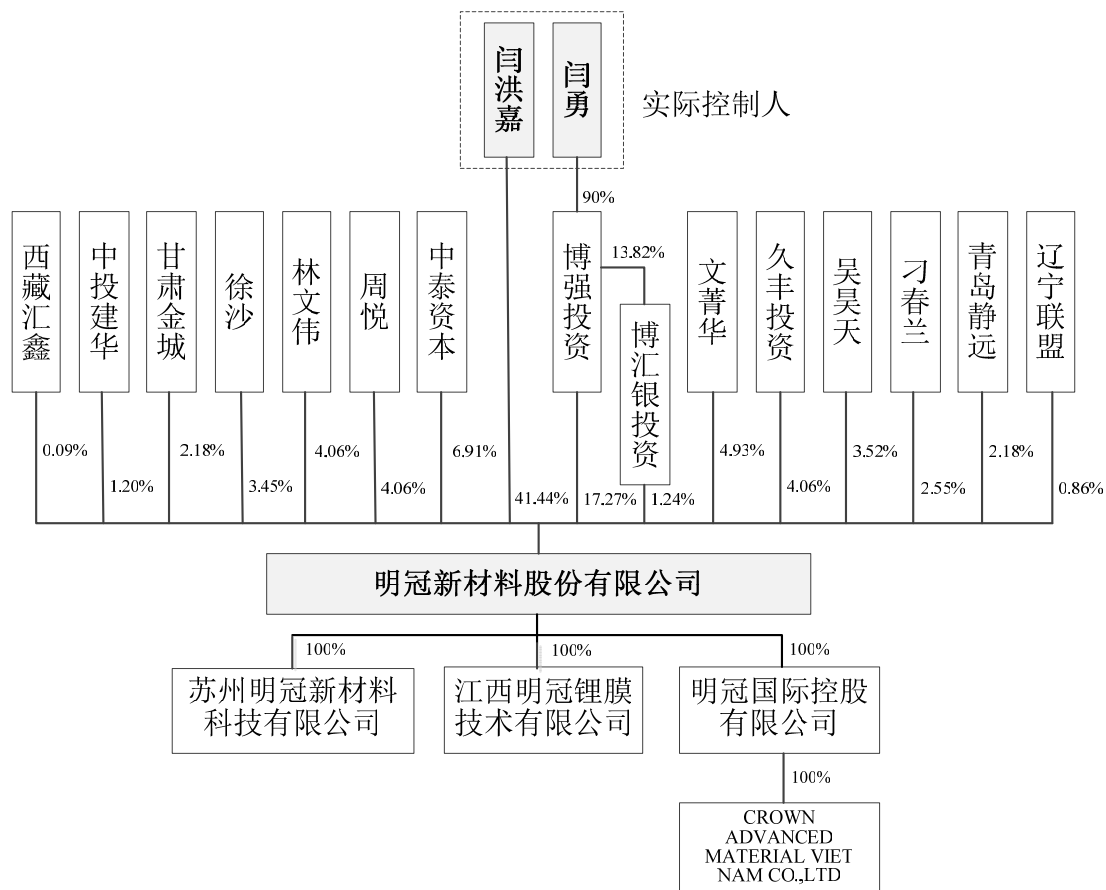 闫洪嘉
闫勇
实际控制人
90%
西藏汇鑫
中投建华
甘肃金城
徐沙
林文伟
周悦
中泰资本
博强投资
13.82%
博汇银投资
文菁华
久丰投资
吴昊天
刁春兰
青岛静远
辽宁联盟
0.09%
1.20%
2.18%
3.45%
4.06%
4.06%
6.91%
41.44%
17.27%
1.24%
4.93%
4.06%
3.52%
2.55%
2.18%
0.86%
明冠新材料股份有限公司
100%
100%
100%
苏州明冠新材料
科技有限公司
江西明冠锂膜
技术有限公司
明冠国际控股
有限公司
100%
CROWN
ADVANCED
MATERIAL VIET
NAM CO.,LTD